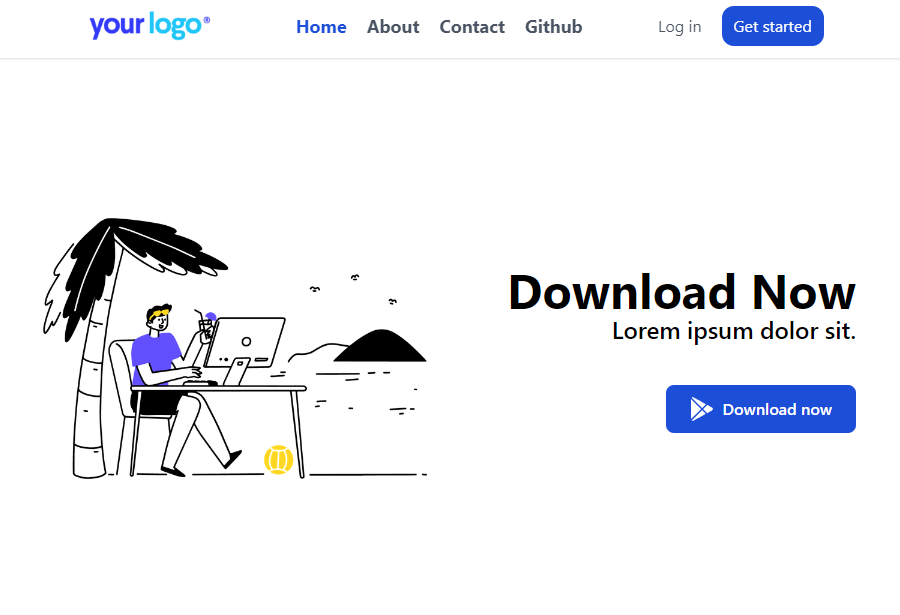 your logo®
Home About Contact Github
Log in
Get started
Download Now
Lorem ipsum dolor sit.
Download now